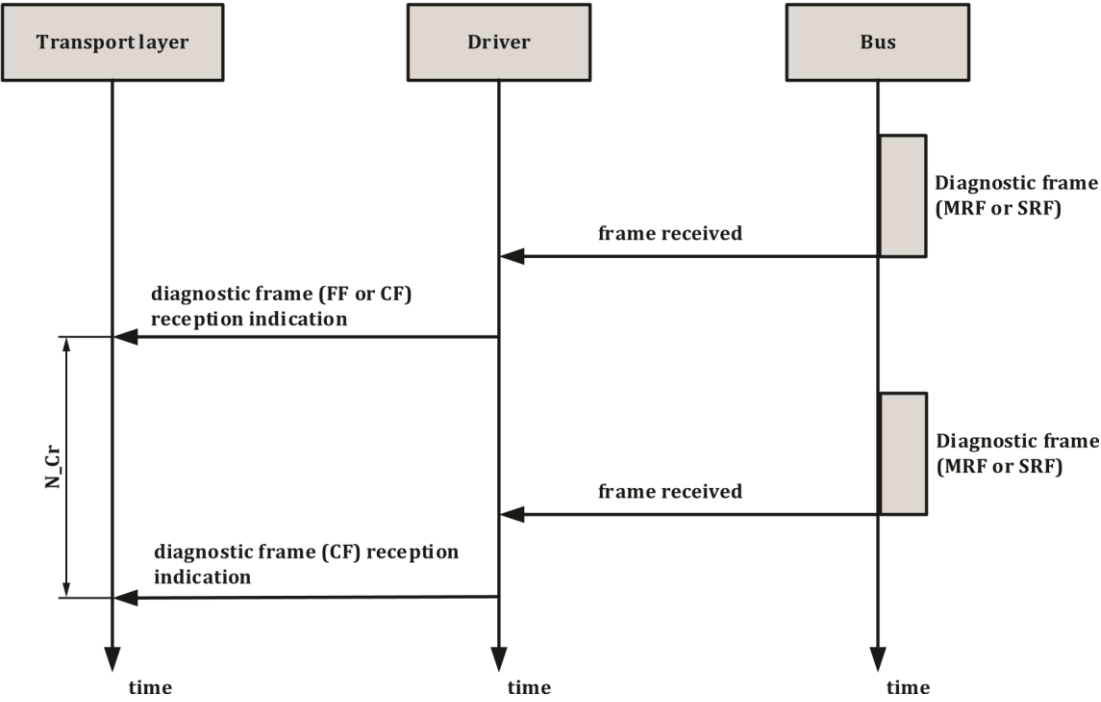 Transport layer
Driver
Bus
Diagnostic frame
(MRF or SRF)
frame received
diagnostic frame (FF or CF)
reception indication
N_Cr
Diagnostic frame
(MRF or SRF)
frame received
diagnostic frame (CF) reception
indication
time
time
time